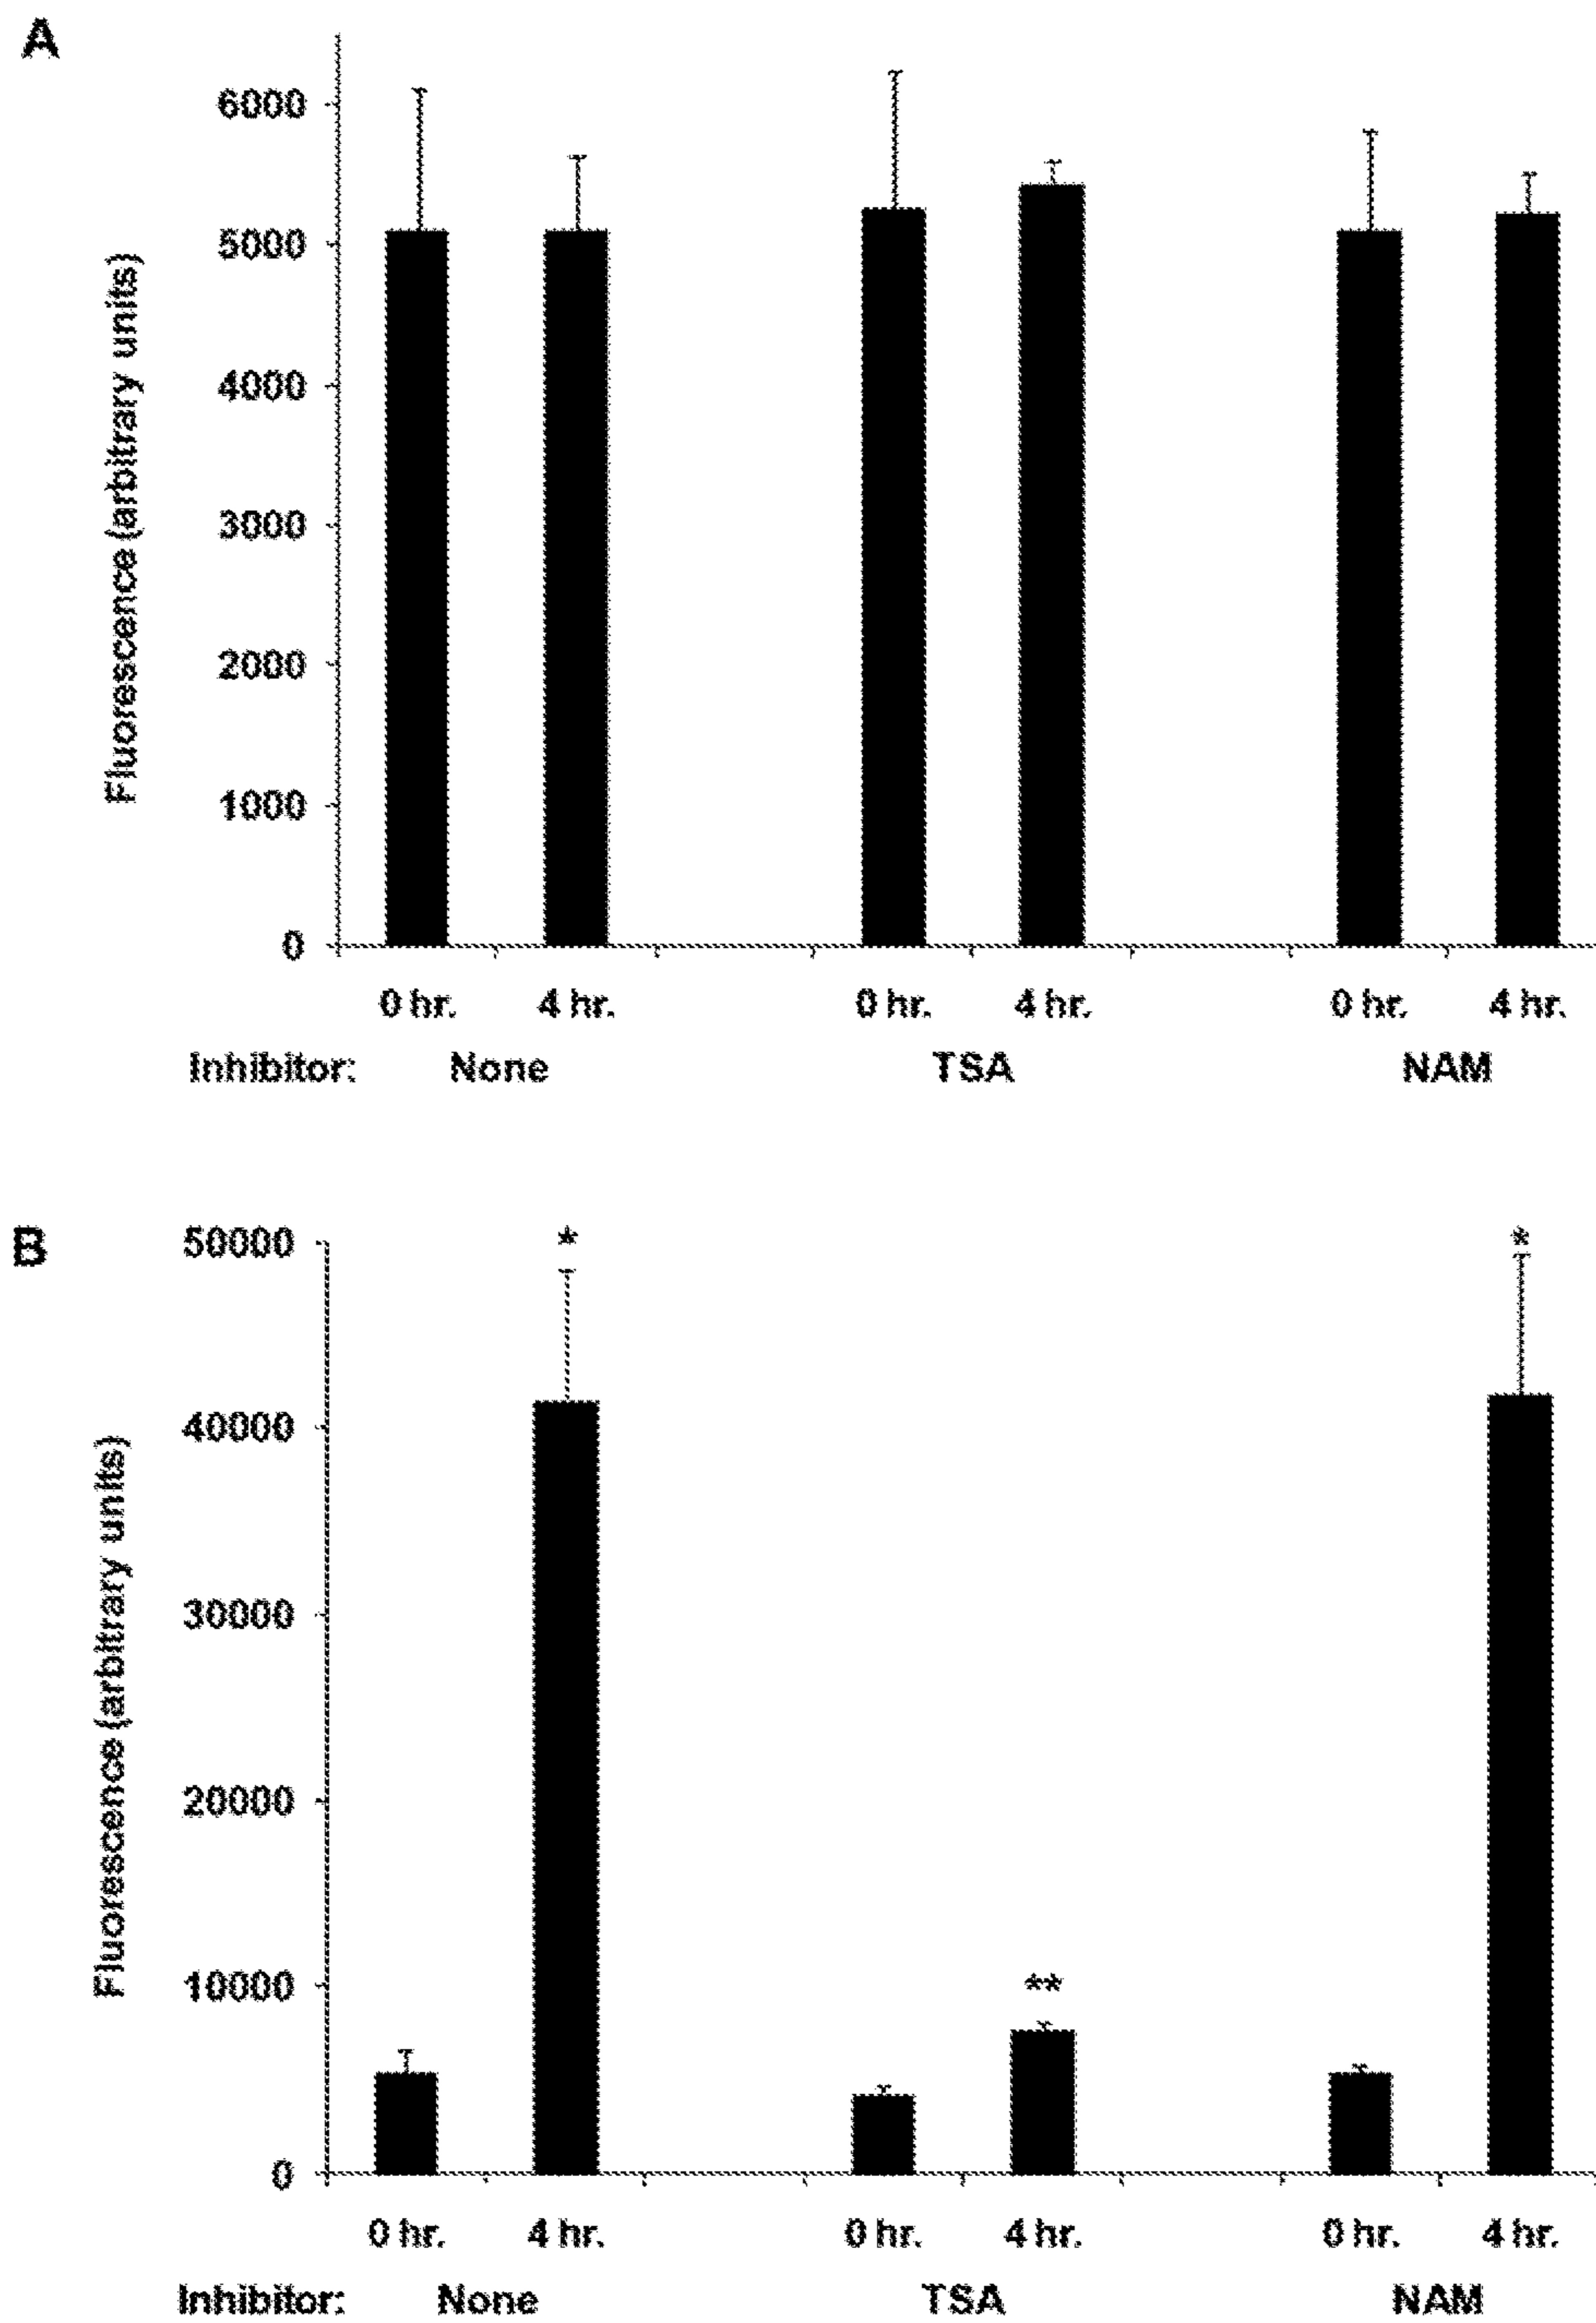 A
Fluorescence (arbitrary units)
6000
5000
4000
3000
2000
1000
0
0 hr. 4 hr. 0 hr. 4 hr. 0 hr. 4 hr.
Inhibitor: None TSA NAM
B
Fluorescence (arbitrary units)
50000
40000
30000
20000
10000
0
* ** *
0 hr. 4 hr. 0 hr. 4 hr. 0 hr. 4 hr.
Inhibitor: None TSA NAM